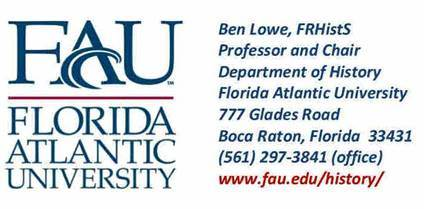 FAU
FLORIDA
ATLANTIC
UNIVERSITY
Ben Lowe, FRHistS
Professor and Chair
Department of History
Florida Atlantic University
777 Glades Road
Boca Raton, Florida 33431
(561) 297-3841 (office)
www.fau.edu/history/